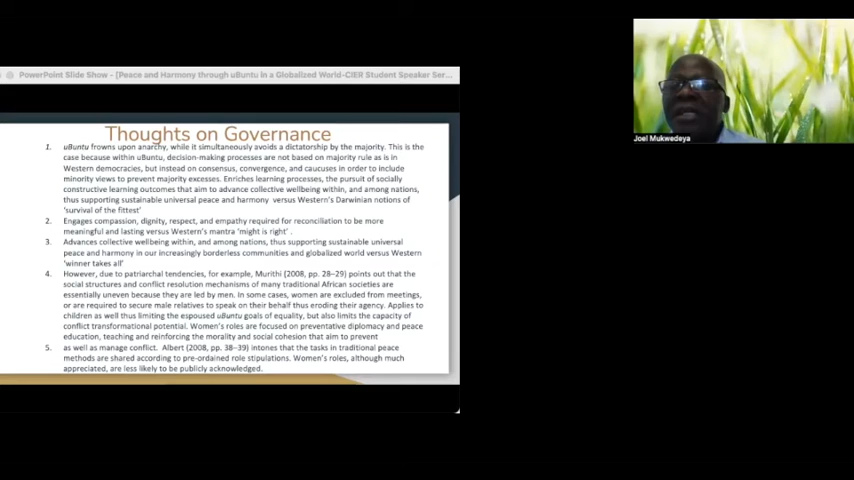 PowerPoint Slide Show - [Peace and Harmony through uBuntu in a Globalized World-CIER Student Speaker Ser...
Thoughts on Governance
1. uBuntu frowns upon anarchy, while it simultaneously avoids a dictatorship by the majority. This is the
case because within uBuntu, decision-making processes are not based on majority rule as is in
Western democracies, but instead on consensus, convergence, and caucuses in order to include
minority views to prevent majority excesses. Enriches learning processes, the pursuit of socially
constructive learning outcomes that aim to advance collective wellbeing within, and among nations,
thus supporting sustainable universal peace and harmony versus Western's Darwinian notions of
'survival of the fittest'
2. Engages compassion, dignity, respect, and empathy required for reconciliation to be more
meaningful and lasting versus Western's mantra 'might is right' .
3. Advances collective wellbeing within, and among nations, thus supporting sustainable universal
peace and harmony in our increasingly borderless communities and globalized world versus Western
'winner takes all'
4. However, due to patriarchal tendencies, for example, Murithi (2008, pp. 28–29) points out that the
social structures and conflict resolution mechanisms of many traditional African societies are
essentially uneven because they are led by men. In some cases, women are excluded from meetings,
or are required to secure male relatives to speak on their behalf thus eroding their agency. Applies to
children as well thus limiting the espoused uBuntu goals of equality, but also limits the capacity of
conflict transformational potential. Women's roles are focused on preventative diplomacy and peace
education, teaching and reinforcing the morality and social cohesion that aim to prevent
5. as well as manage conflict. Albert (2008, pp. 38–39) intones that the tasks in traditional peace
methods are shared according to pre-ordained role stipulations. Women's roles, although much
appreciated, are less likely to be publicly acknowledged.
Joel Mukwedeya